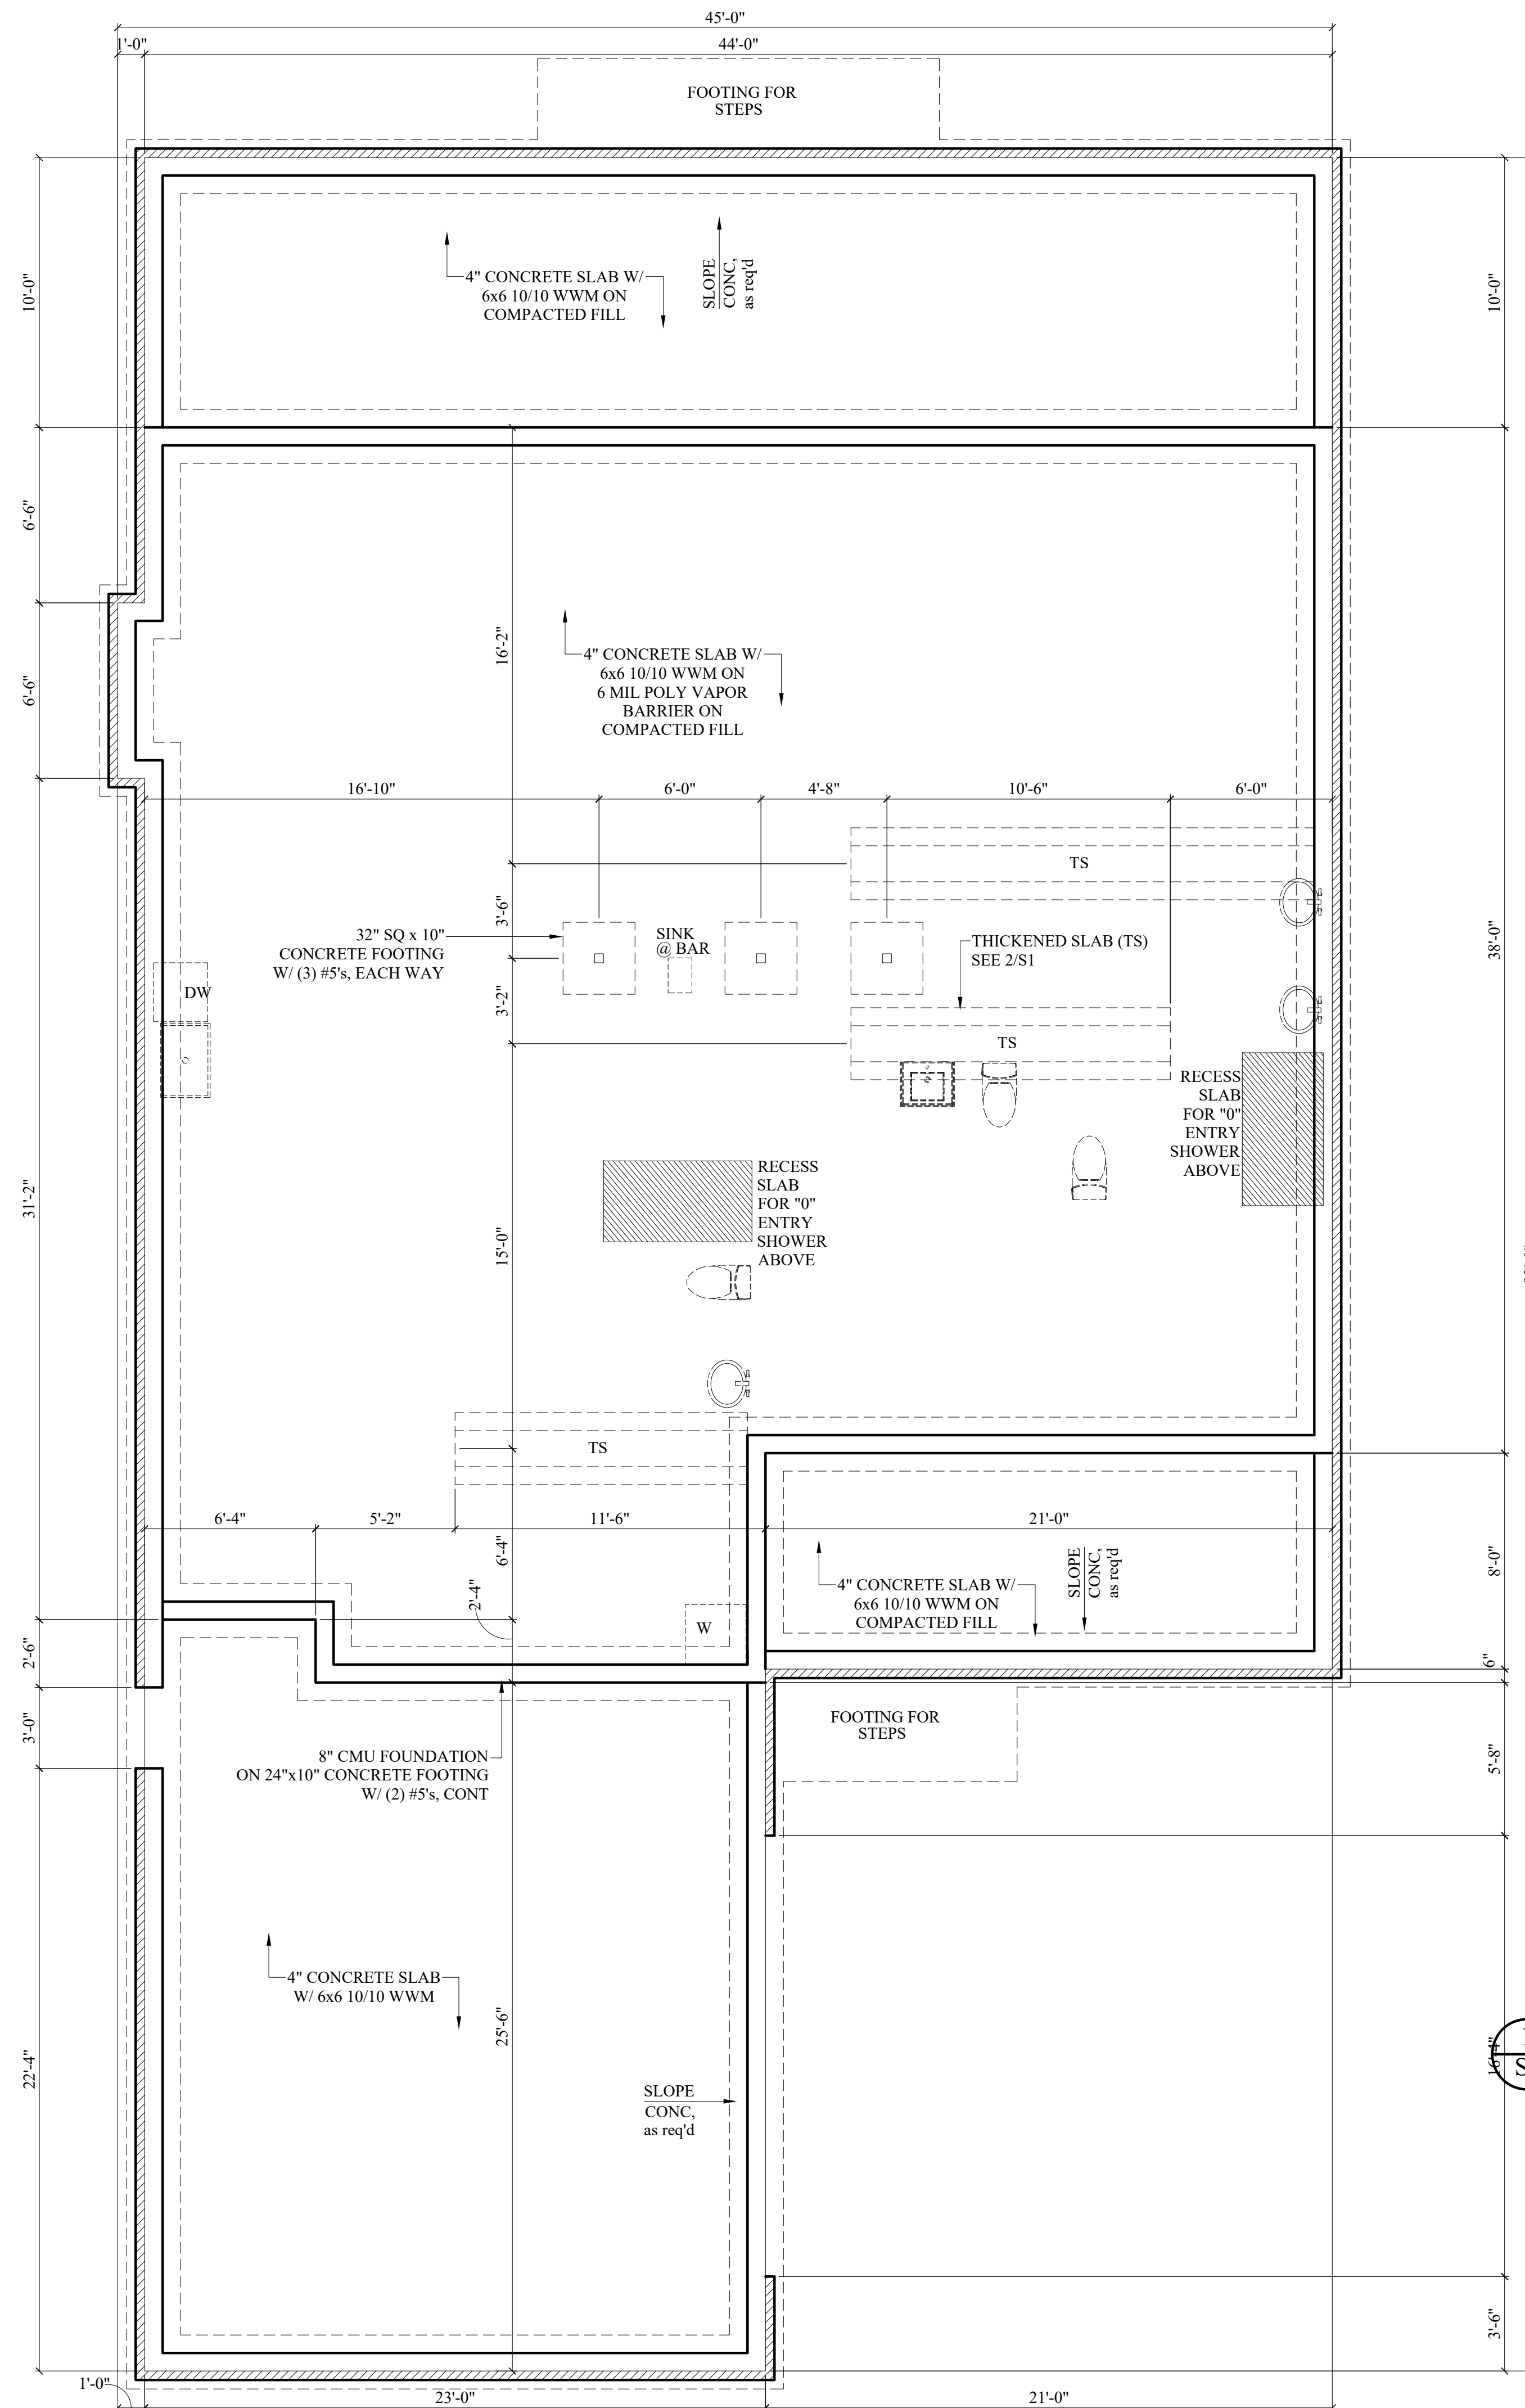 45'-0"
1'-0"
44'-0"
FOOTING FOR
STEPS
10'-0"
4" CONCRETE SLAB W/
6x6 10/10 WWM ON
COMPACTED FILL
SLOPE
CONC,
as req'd
10'-0"
6'-6"
16'-2"
4" CONCRETE SLAB W/
6x6 10/10 WWM ON
6 MIL POLY VAPOR
BARRIER ON
COMPACTED FILL
6'-6"
16'-10"
6'-0"
4'-8"
10'-6"
6'-0"
TS
3'-6"
32" SQ x 10"
CONCRETE FOOTING
W/ (3) #5's, EACH WAY
SINK
@ BAR
THICKENED SLAB (TS)
SEE 2/S1
38'-0"
DW
3'-2"
TS
RECESS
SLAB
FOR "0"
ENTRY
SHOWER
ABOVE
31'-2"
15'-0"
RECESS
SLAB
FOR "0"
ENTRY
SHOWER
ABOVE
TS
6'-4"
5'-2"
11'-6"
21'-0"
6'-4"
2'-4"
4" CONCRETE SLAB W/
6x6 10/10 WWM ON
COMPACTED FILL
SLOPE
CONC,
as req'd
8'-0"
W
2'-6"
6"
3'-0"
8" CMU FOUNDATION
ON 24"x10" CONCRETE FOOTING
W/ (2) #5's, CONT
FOOTING FOR
STEPS
5'-8"
4" CONCRETE SLAB
W/ 6x6 10/10 WWM
25'-6"
22'-4"
16'-4"
S
SLOPE
CONC,
as req'd
3'-6"
1'-0"
23'-0"
21'-0"